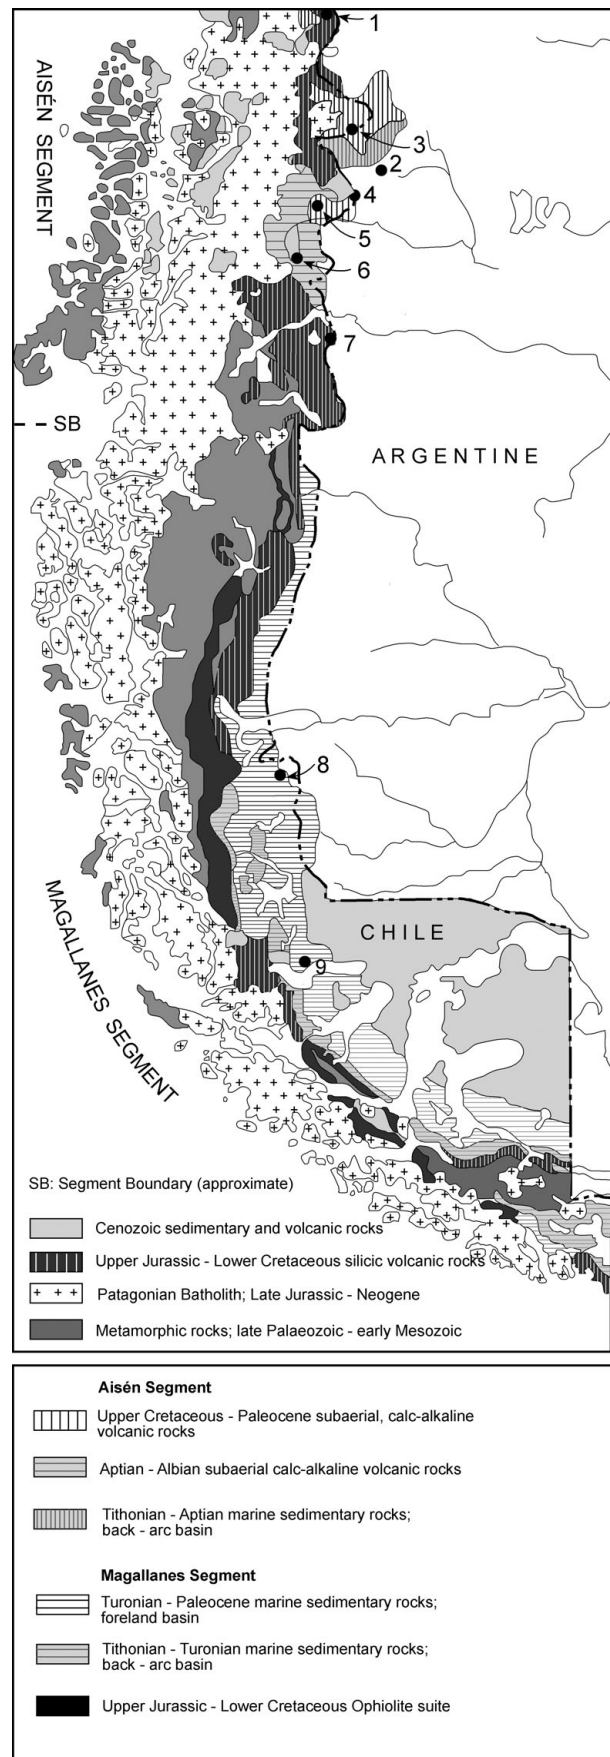 1
AISÉN SEGMENT
3
2
4
5
6
7
SB
ARGENTINE
8
MAGALLANES SEGMENT
CHILE
9
SB: Segment Boundary (approximate)
Cenozoic sedimentary and volcanic rocks
Upper Jurassic - Lower Cretaceous silicic volcanic rocks
Patagonian Batholith; Late Jurassic - Neogene
Metamorphic rocks; late Palaeozoic - early Mesozoic
Aisén Segment
Upper Cretaceous - Paleocene subaerial, calc-alkaline
volcanic rocks
Aptian - Albian subaerial calc-alkaline volcanic rocks
Tithonian - Aptian marine sedimentary rocks;
back - arc basin
Magallanes Segment
Turonian - Paleocene marine sedimentary rocks;
foreland basin
Tithonian - Turonian marine sedimentary rocks;
back - arc basin
Upper Jurassic - Lower Cretaceous Ophiolite suite